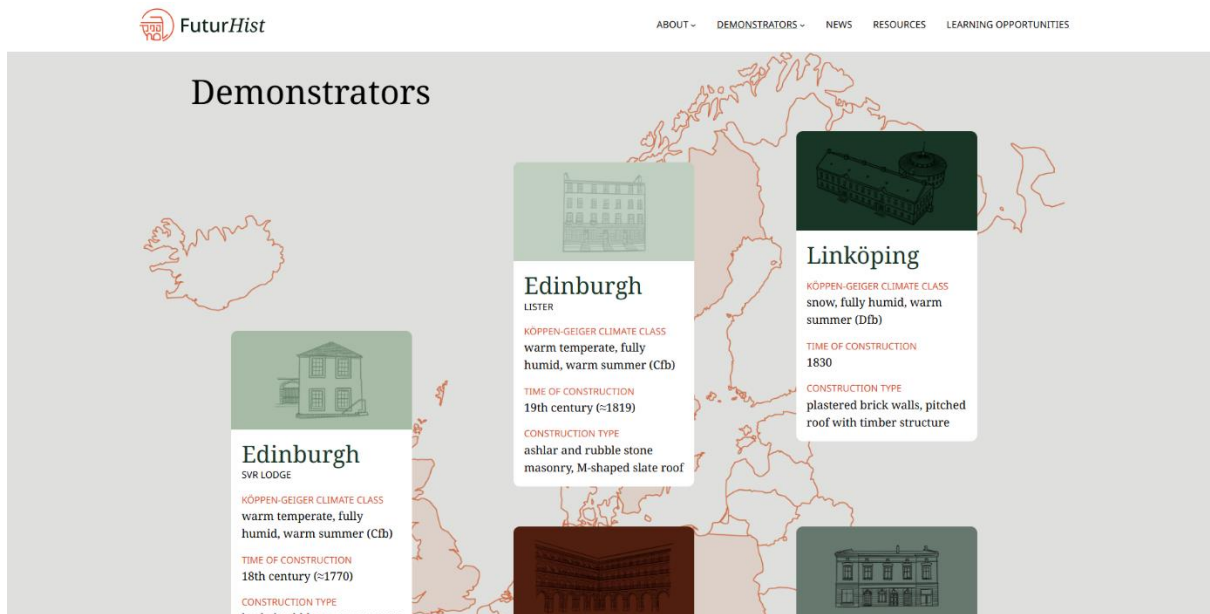 FuturHist
ABOUT
DEMONSTRATORS
NEWS
RESOURCES
LEARNING OPPORTUNITIES
Demonstrators
Edinburgh
SVR LODGE
KÖPPEN-GEIGER CLIMATE CLASS
warm temperate, fully
humid, warm summer (Cfb)
TIME OF CONSTRUCTION
18th century (≈1770)
CONSTRUCTION TYPE
Edinburgh
LISTER
KÖPPEN-GEIGER CLIMATE CLASS
warm temperate, fully
humid, warm summer (Cfb)
TIME OF CONSTRUCTION
19th century (≈1819)
CONSTRUCTION TYPE
ashlar and rubble stone
masonry, M-shaped slate roof
Linköping
KÖPPEN-GEIGER CLIMATE CLASS
snow, fully humid, warm
summer (Dfb)
TIME OF CONSTRUCTION
1830
CONSTRUCTION TYPE
plastered brick walls, pitched
roof with timber structure